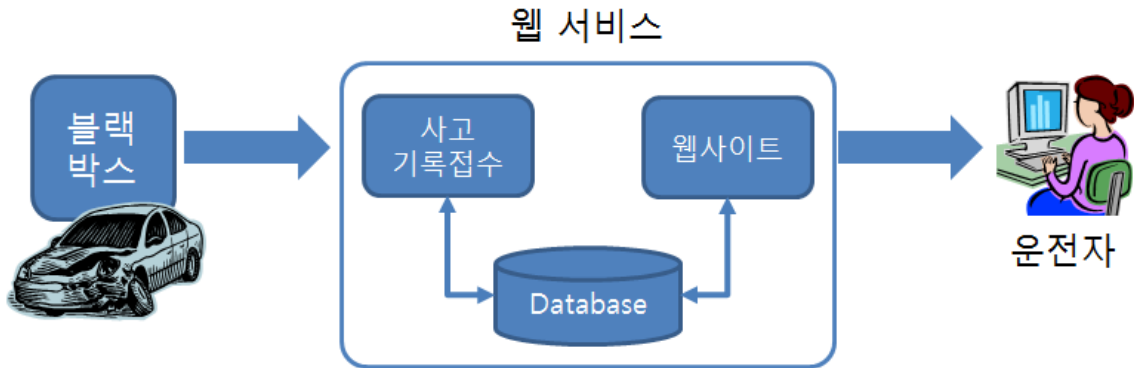 웹 서비스
블랙
박스
사고
기록접수
웹사이트
Database
운전자